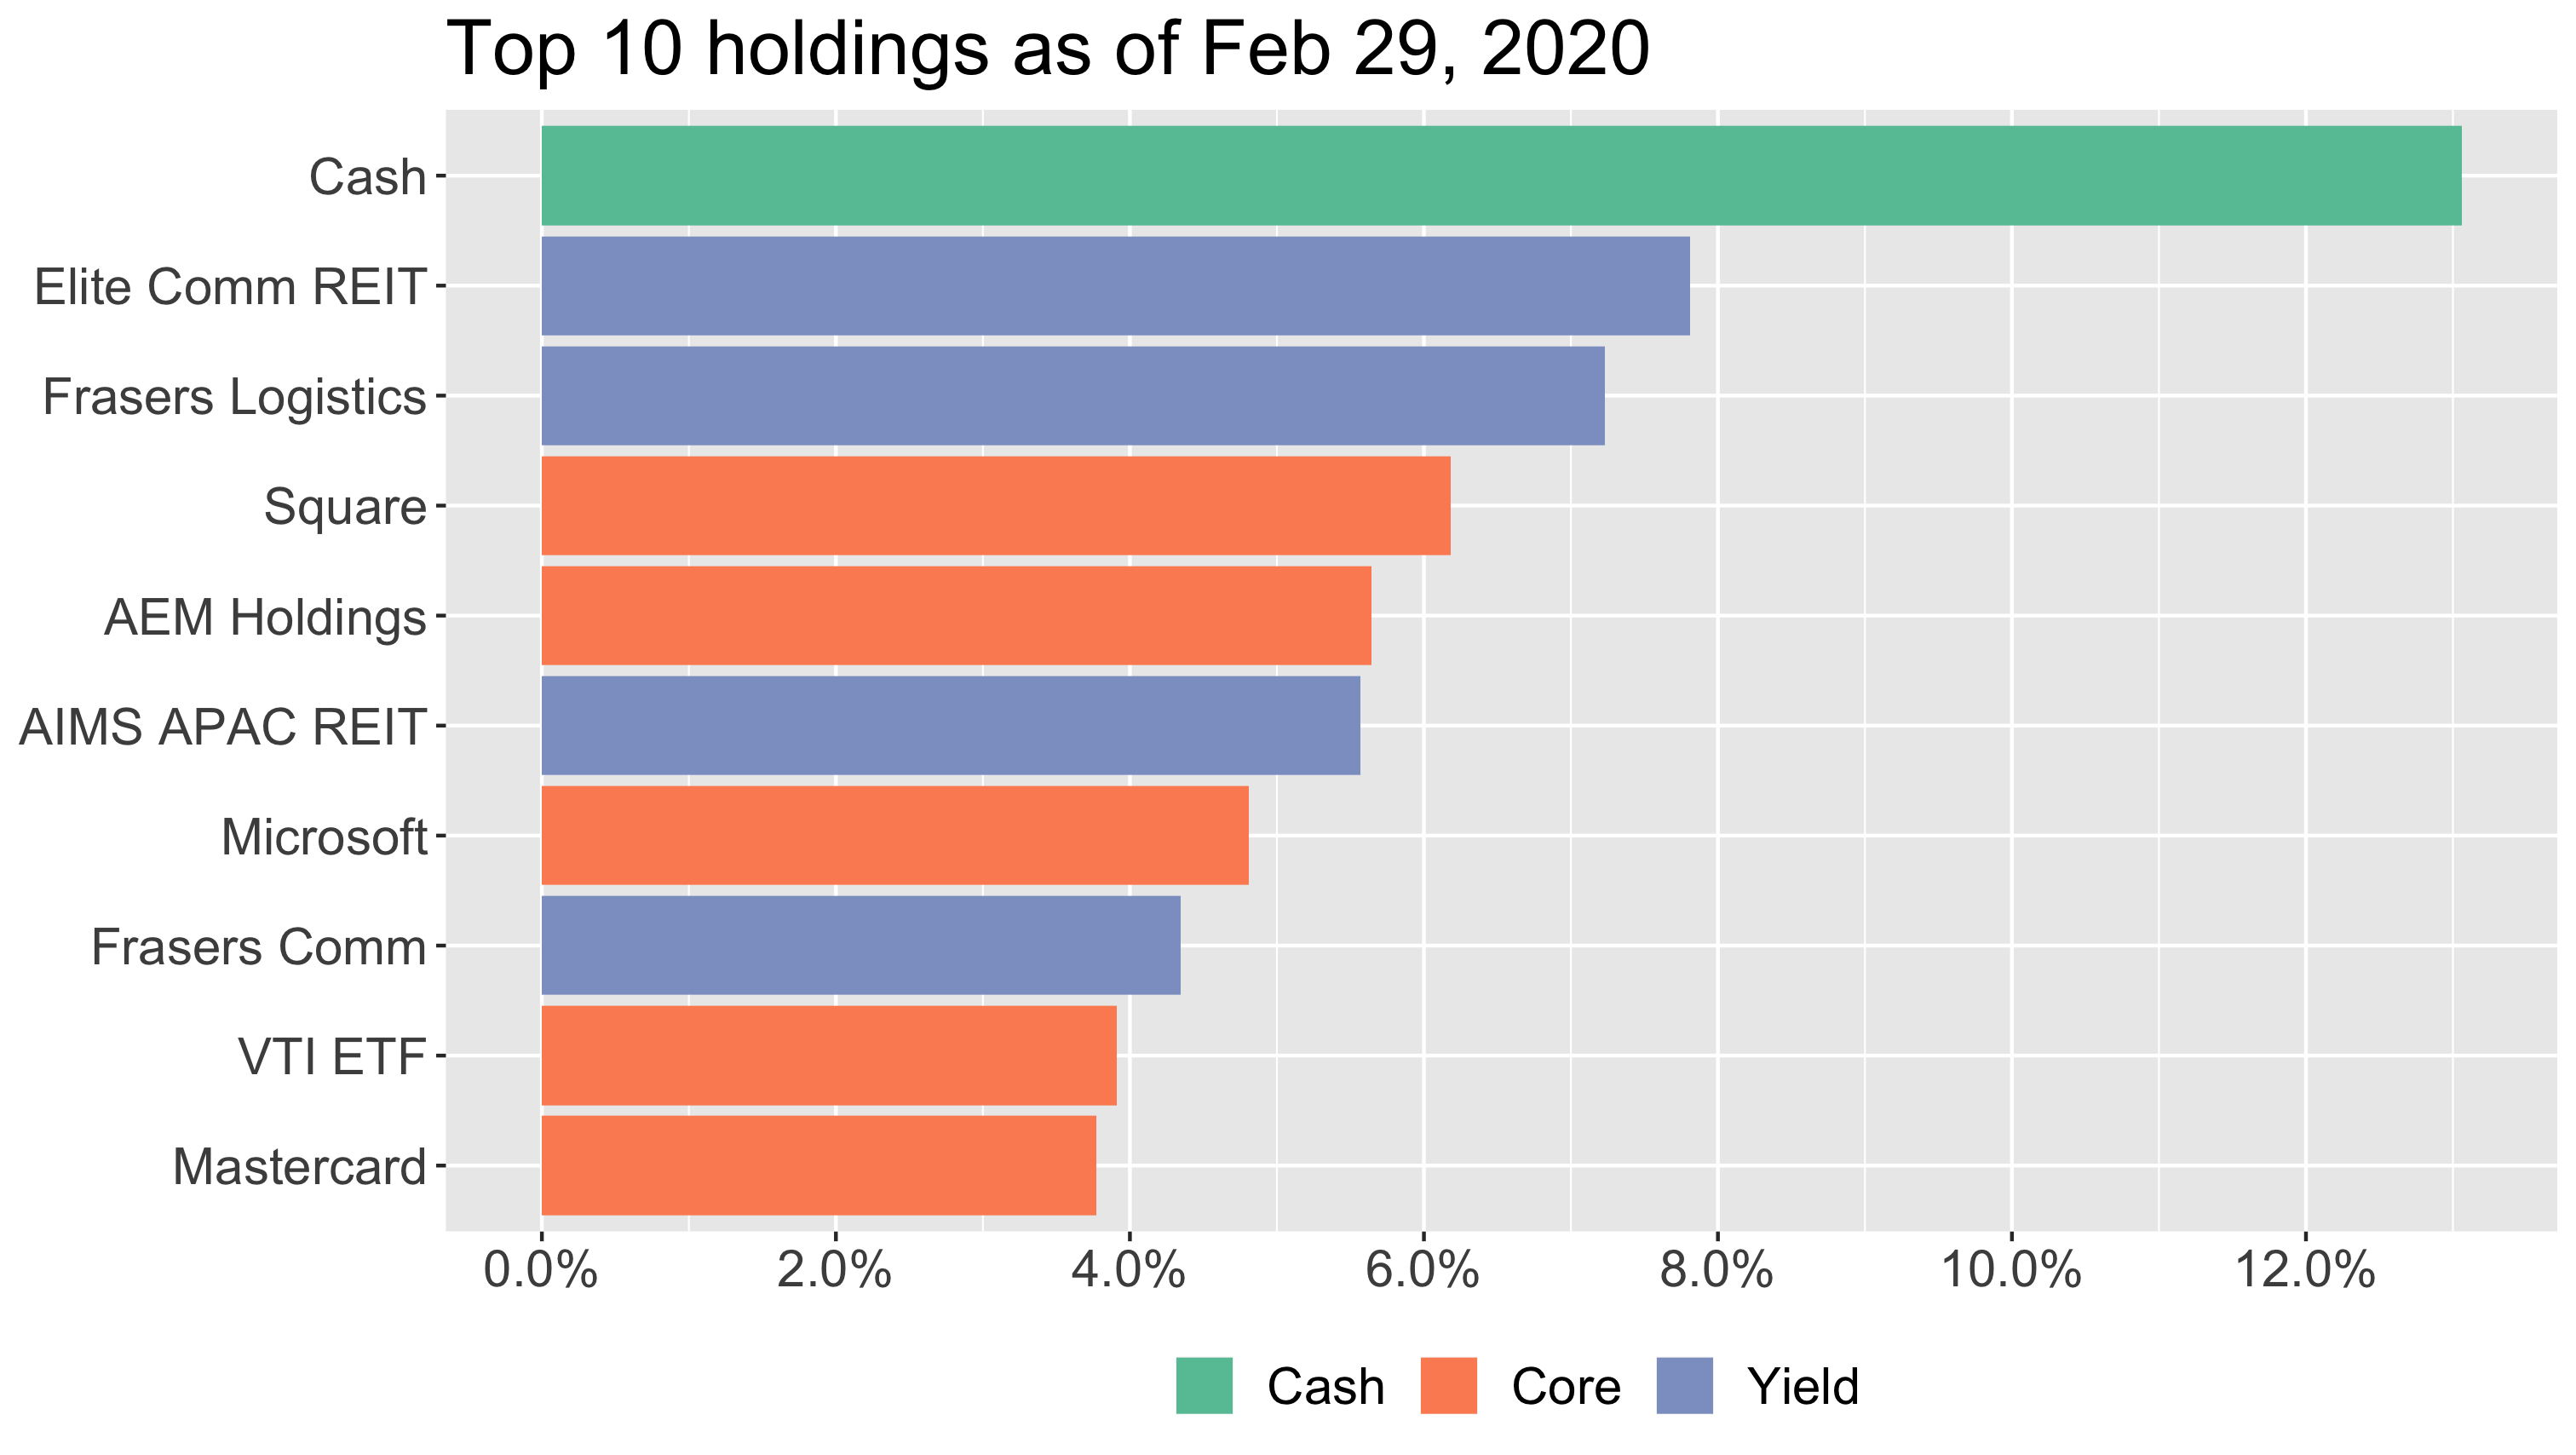 Top 10 holdings as of Feb 29, 2020
Cash
Elite Comm REIT
Frasers Logistics
Square
AEM Holdings
AIMS APAC REIT
Microsoft
Frasers Comm
VTI ETF
Mastercard
0.0% 2.0% 4.0% 6.0% 8.0% 10.0% 12.0%
Cash Core Yield